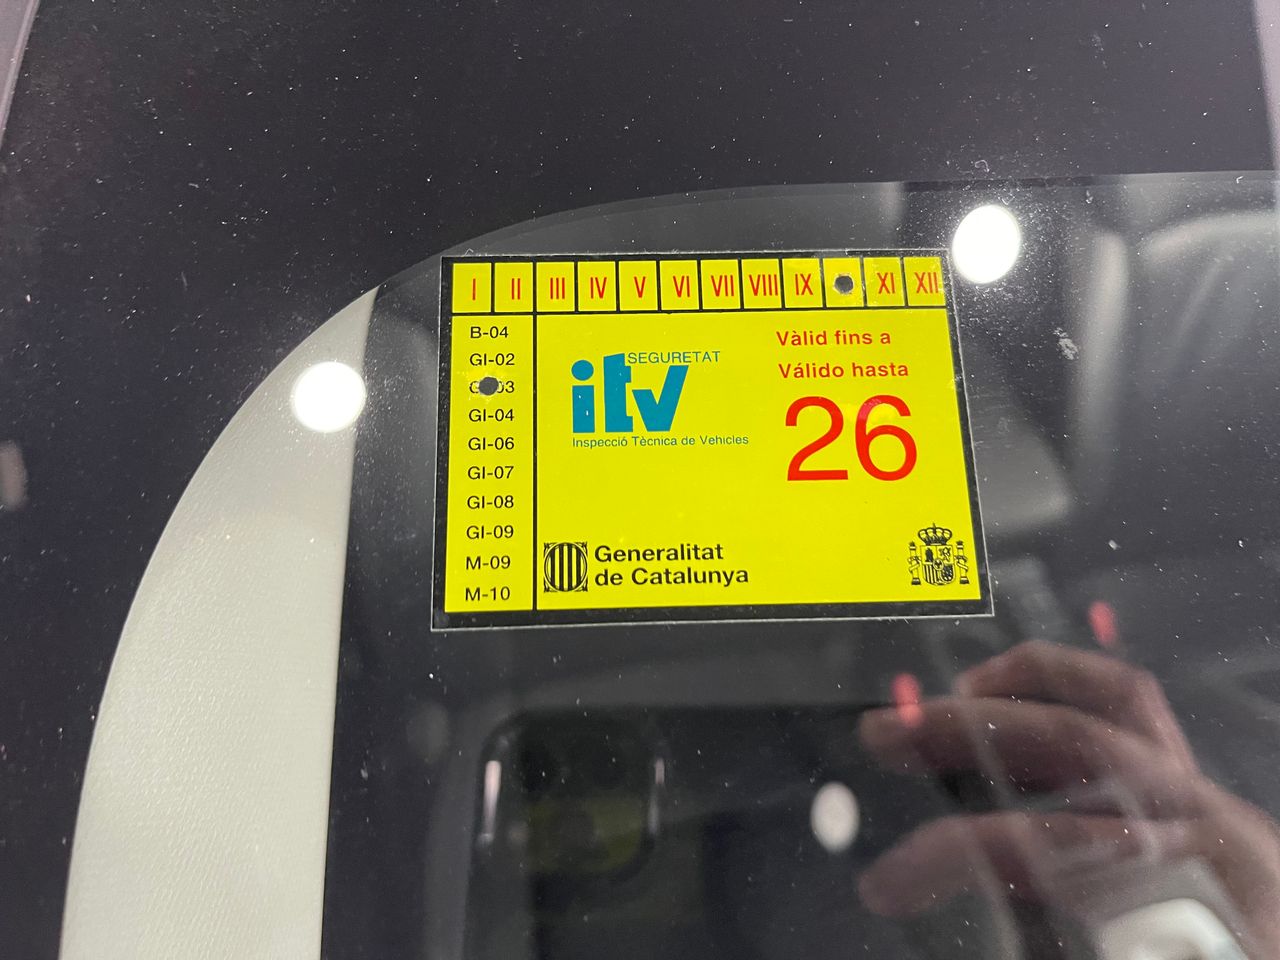 I II III IV V VI VII VIII IX XI XII
B-04
GI-02
GI-04
GI-06
GI-07
GI-08
GI-09
M-09
M-10
SEGURETAT
itv
Inspecció Tècnica de Vehicles
Vàlid fins a
Válido hasta
26
Generalitat
de Catalunya